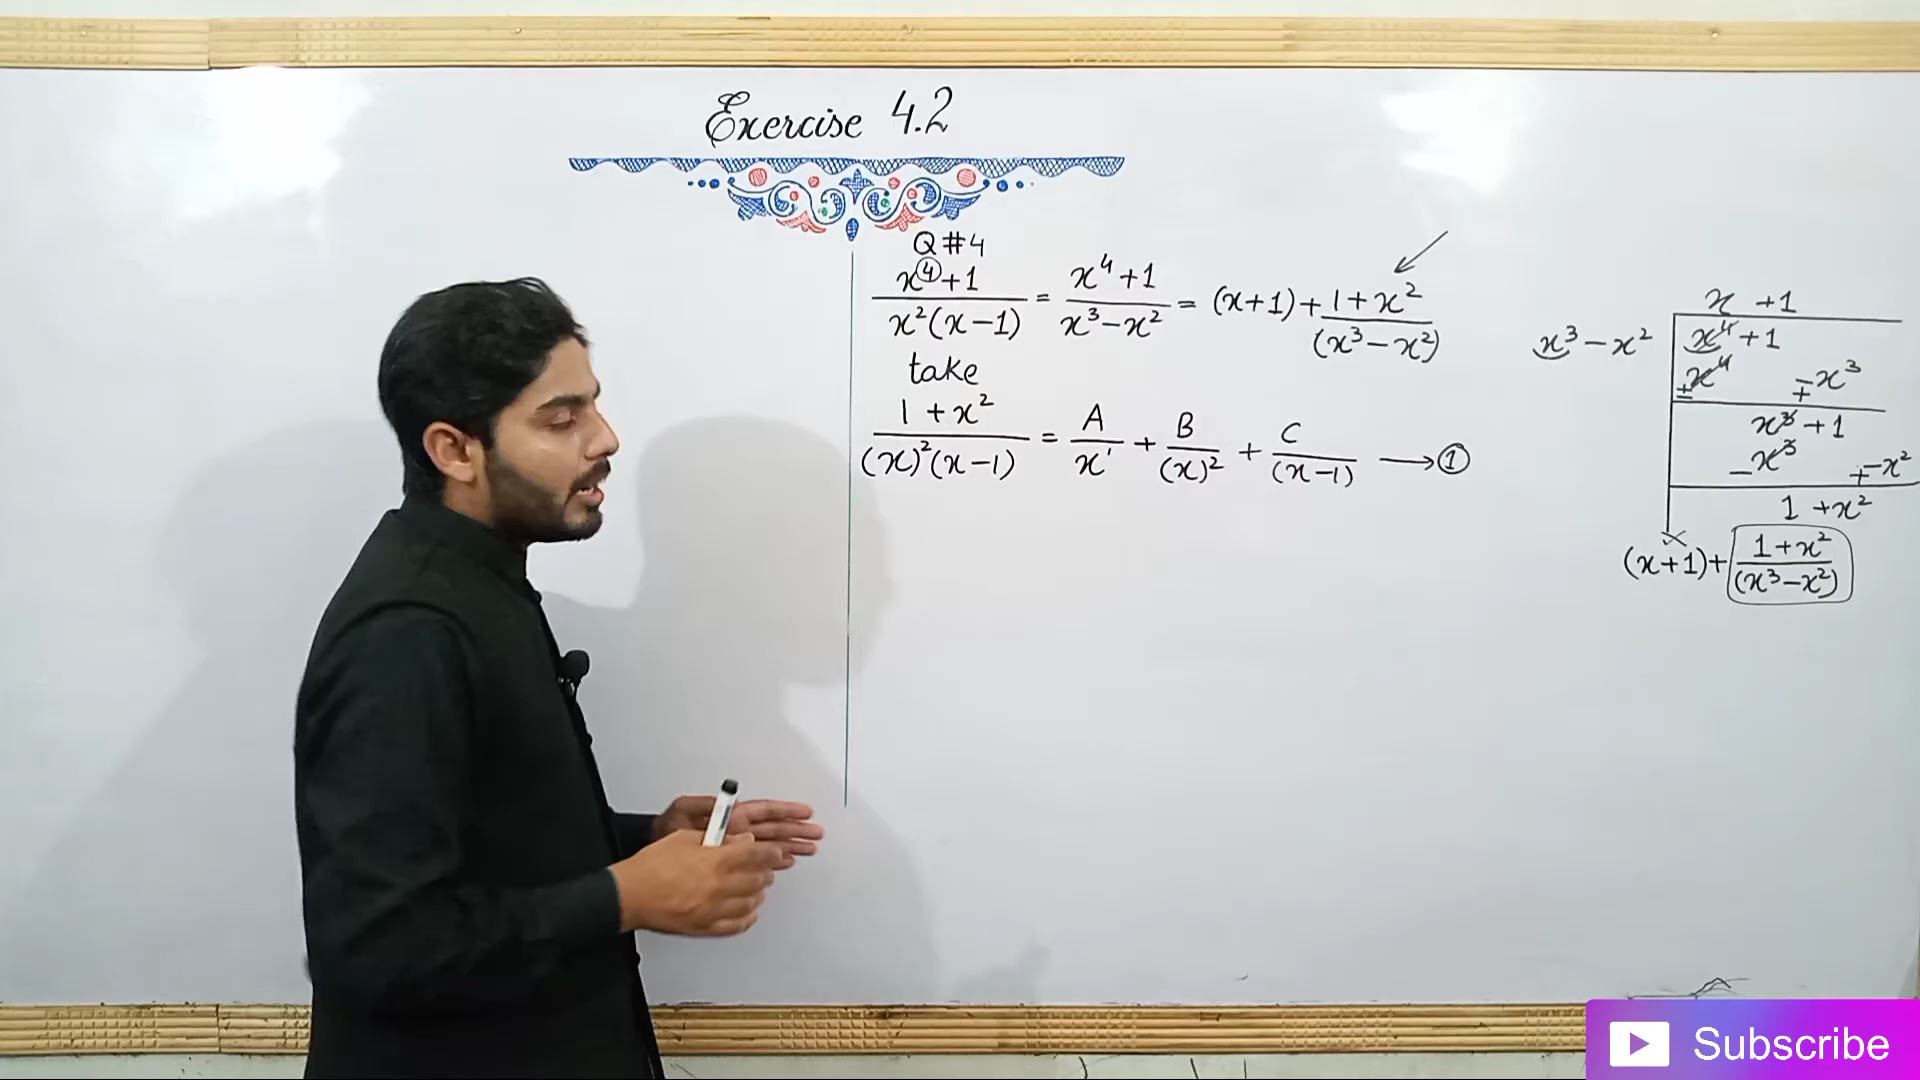 Exercise 4.2
Q#4
x⁴+1/x²(x−1) = x⁴+1/x³−x² = (x+1)+1+x²/(x³−x²)
take
1+x²/(x)²(x−1) = A/x¹ + B/(x)² + C/(x−1) → ①
x +1
x³−x² x⁴+1
±x⁴ ∓x³
x³+1
−x³ +−x²
1 +x²
(x+1)+ 1+x²/(x³−x²)
Subscribe